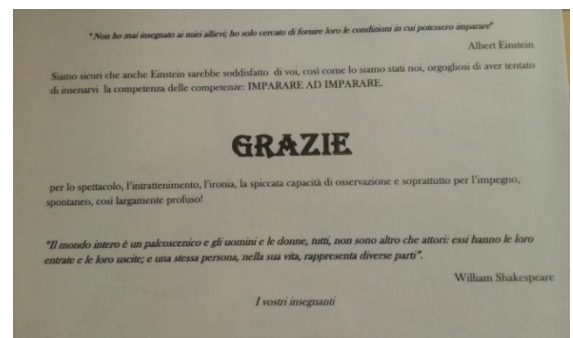 "Non ho mai insegnato ai miei allievi; ho solo cercato di fornire loro le condizioni in cui potessero imparare"
Albert Einstein
Siamo sicuri che anche Einstein sarebbe soddisfatto di voi, così come lo siamo stati noi, orgogliosi di aver tentato
di insenarvi la competenza delle competenze: IMPARARE AD IMPARARE.
GRAZIE
per lo spettacolo, l'intrattenimento, l'ironia, la spiccata capacità di osservazione e soprattutto per l'impegno,
spontaneo, così largamente profuso!
"Il mondo intero è un palcoscenico e gli uomini e le donne, tutti, non sono altro che attori: essi hanno le loro
entrate e le loro uscite; e una stessa persona, nella sua vita, rappresenta diverse parti".
William Shakespeare
I vostri insegnanti